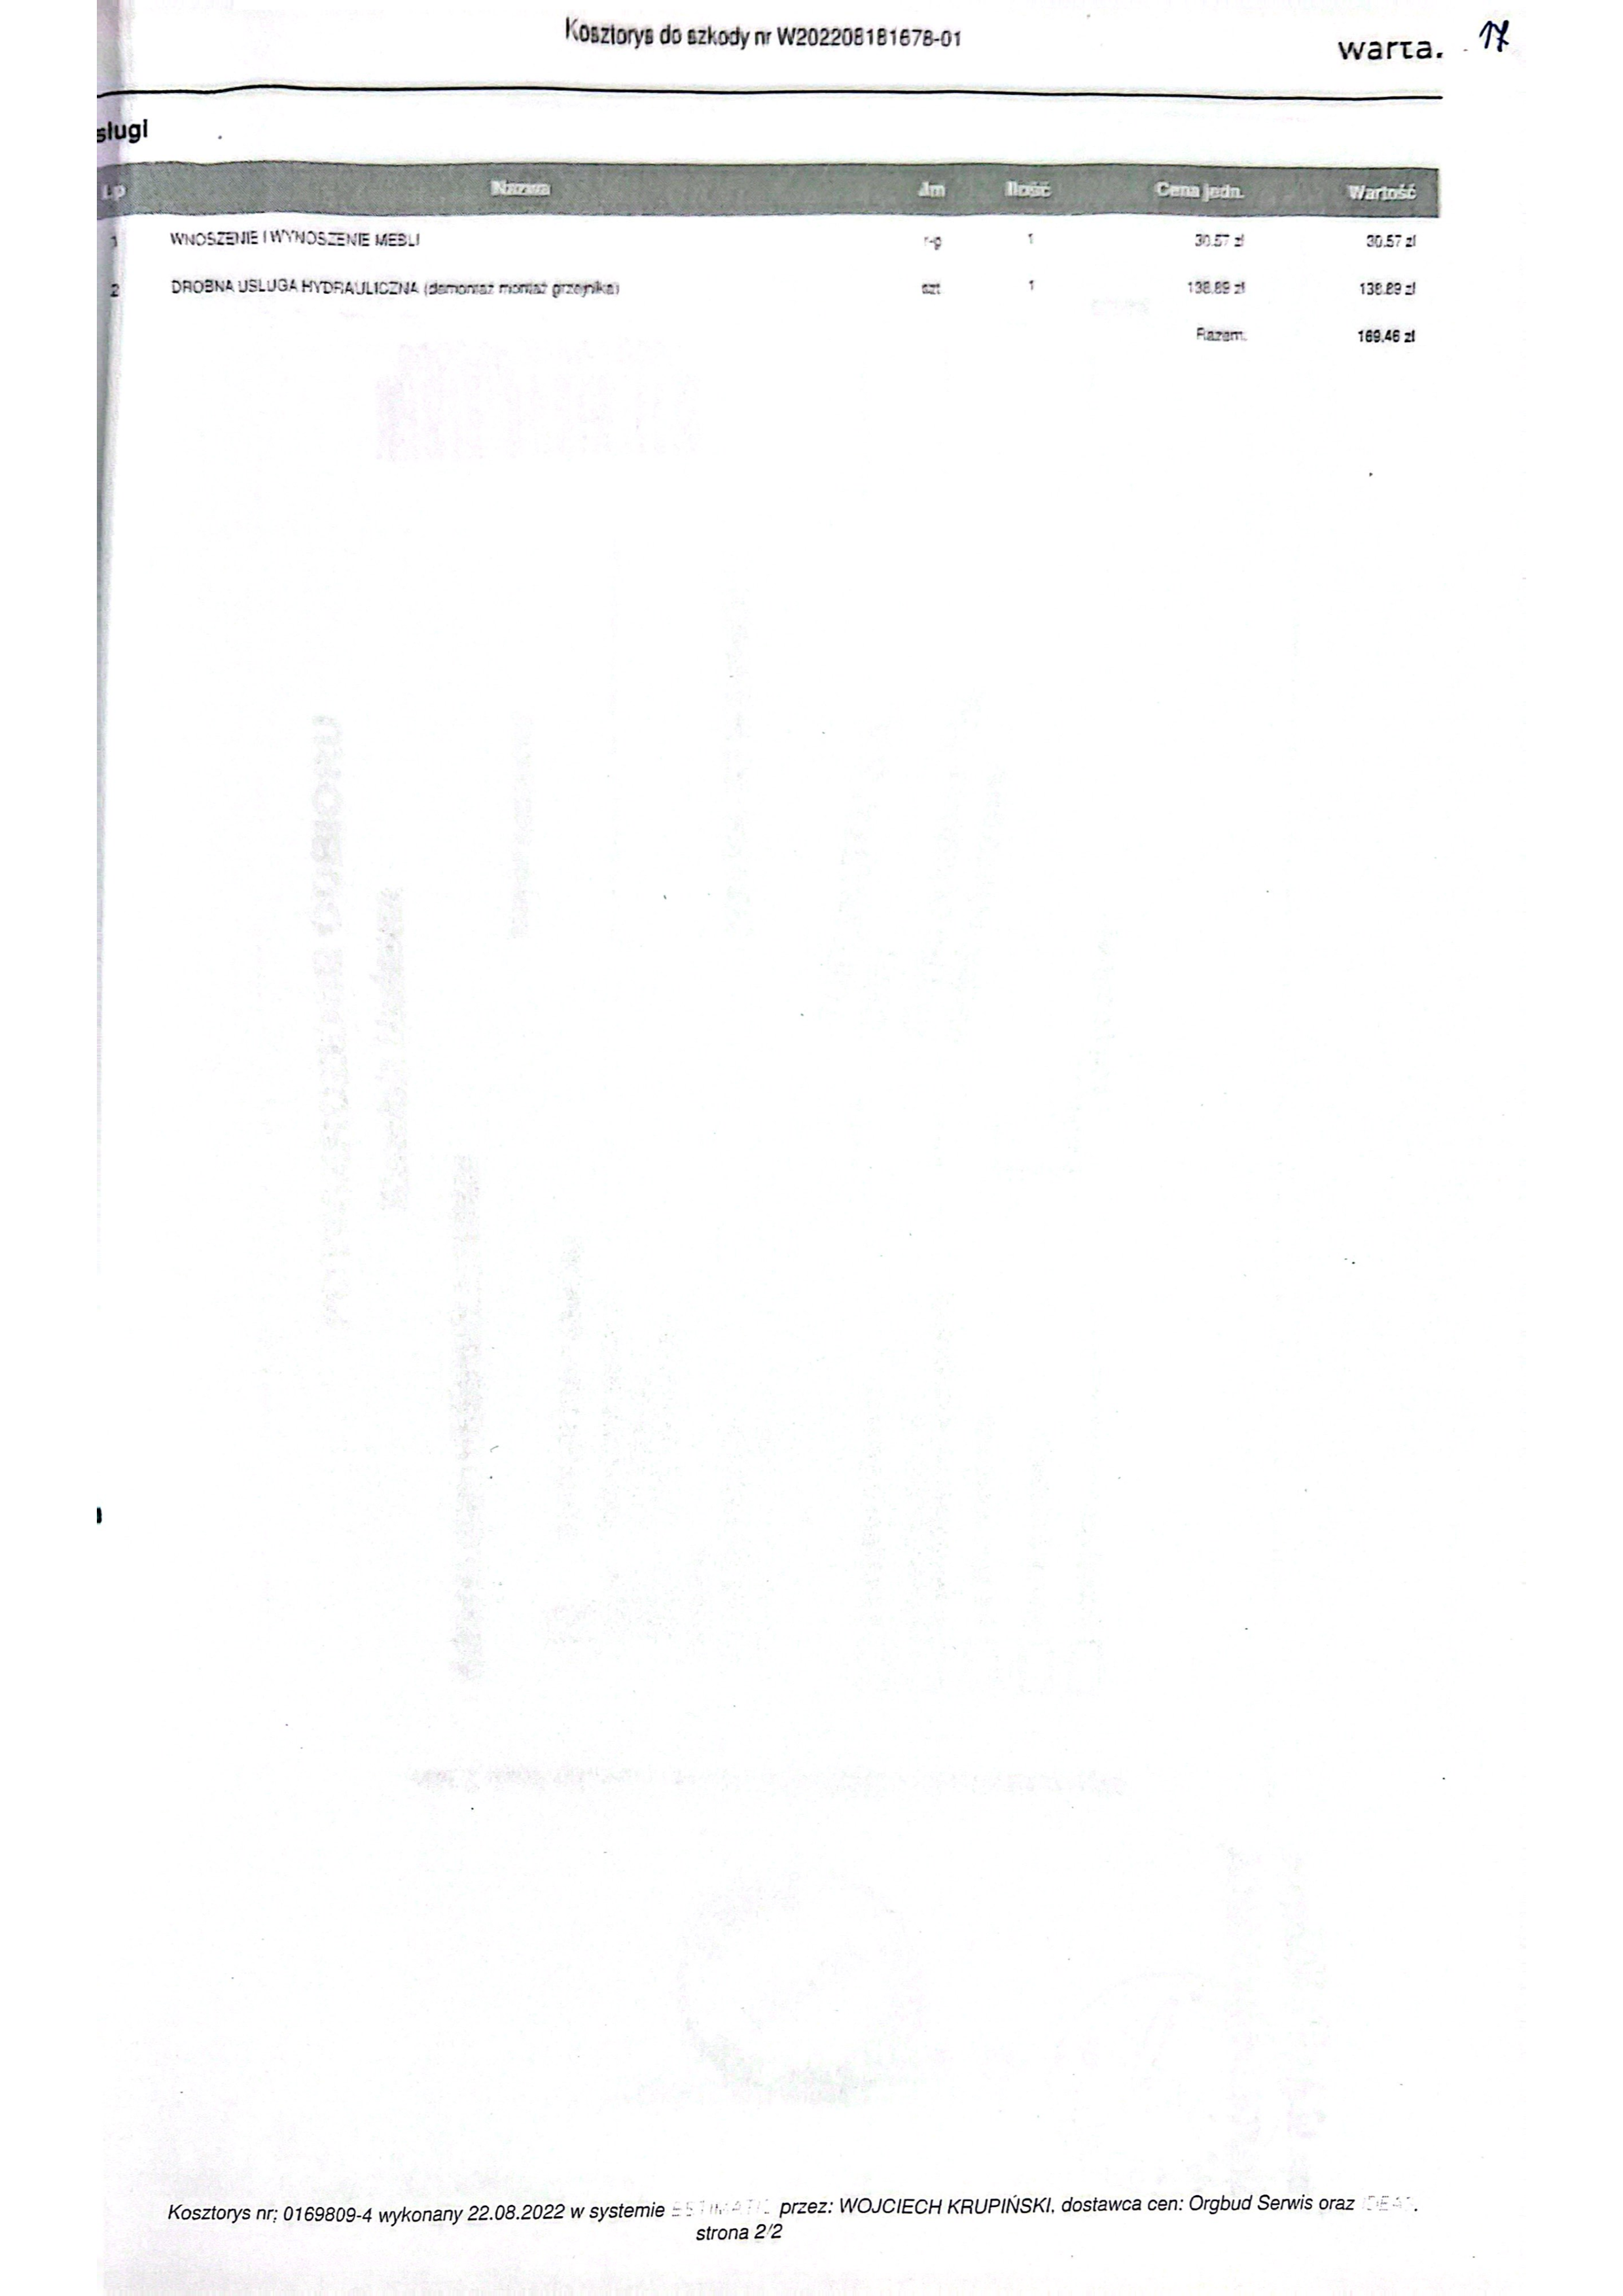 Kosztorys do szkody nr W202208181678-01
warta. 17
sługi
Lp Nazwa Jm Ilość Cena jedn. Wartość
1 WNOSZENIE I WYNOSZENIE MEBLI r-g 1 30.57 zł 30.57 zł
2 DROBNA USLUGA HYDRAULICZNA (demontaż montaż grzejnika) szt 1 138.89 zł 138.89 zł
Razem. 169.46 zł
Kosztorys nr: 0169809-4 wykonany 22.08.2022 w systemie ESTIMATIC przez: WOJCIECH KRUPIŃSKI, dostawca cen: Orgbud Serwis oraz
strona 2/2